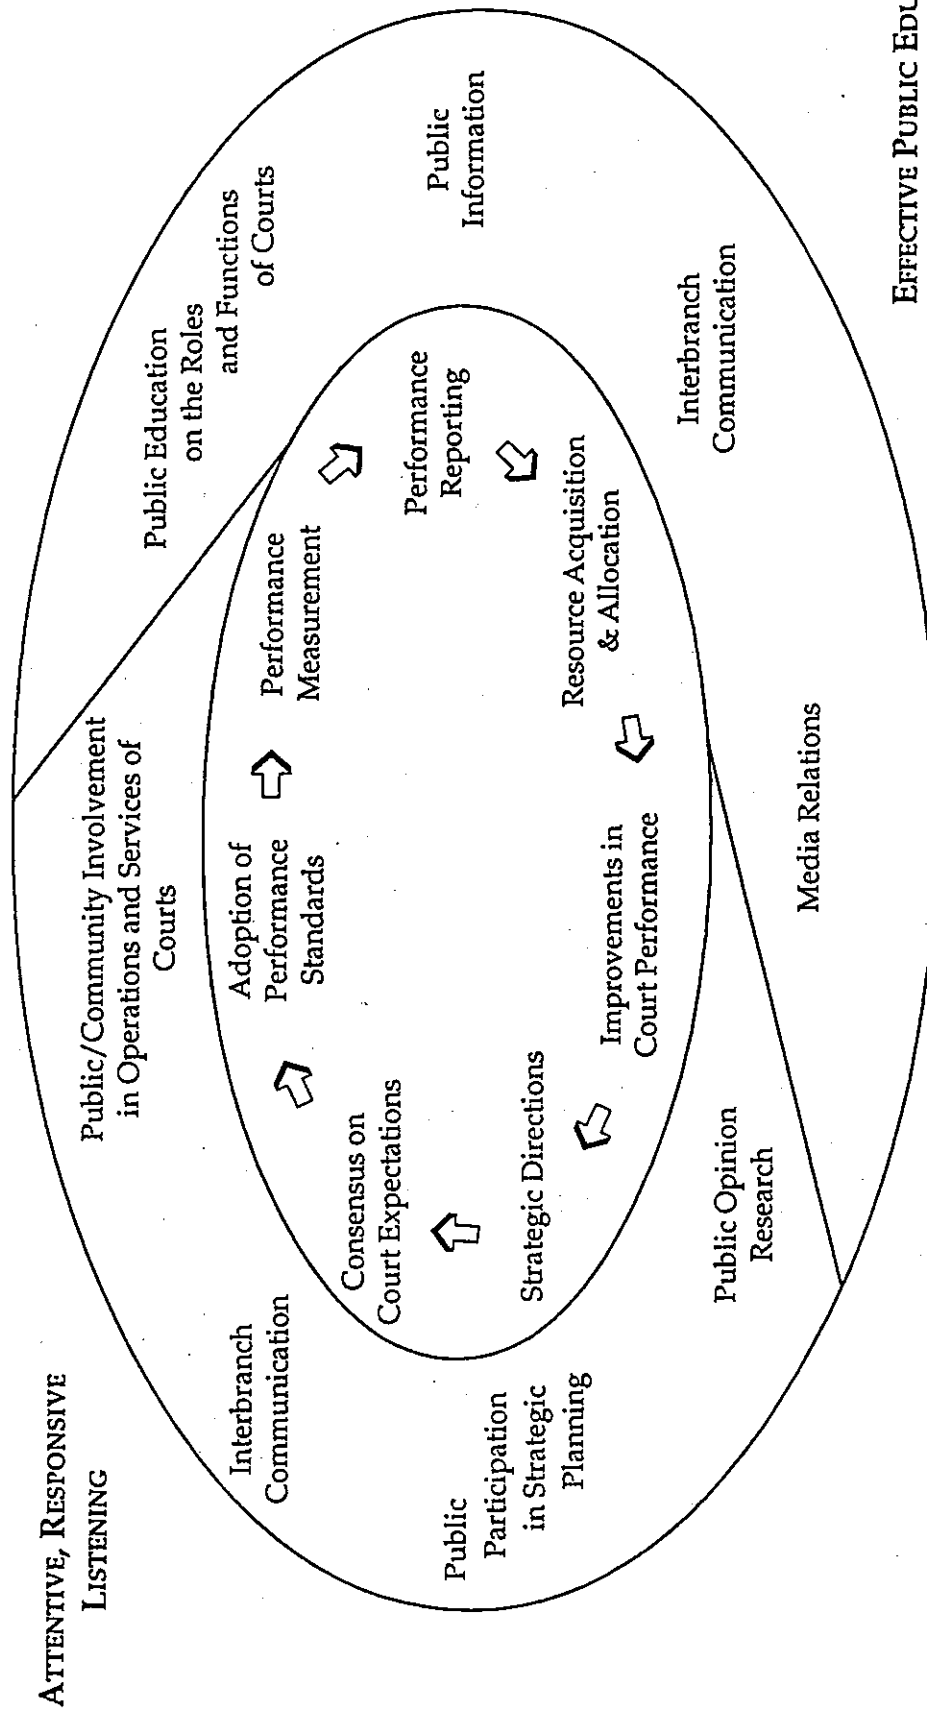 ATTENTIVE, RESPONSIVE
LISTENING
Public/Community Involvement
in Operations and Services of
Courts
Public Education
on the Roles
and Functions
of Courts
Interbranch
Communication
Public
Information
Public
Participation
in Strategic
Planning
Interbranch
Communication
Public Opinion
Research
Media Relations
Consensus on
Court Expectations
Adoption of
Performance
Standards
Performance
Measurement
Performance
Reporting
Resource Acquisition
& Allocation
Improvements in
Court Performance
Strategic Directions
EFFECTIVE PUBLIC